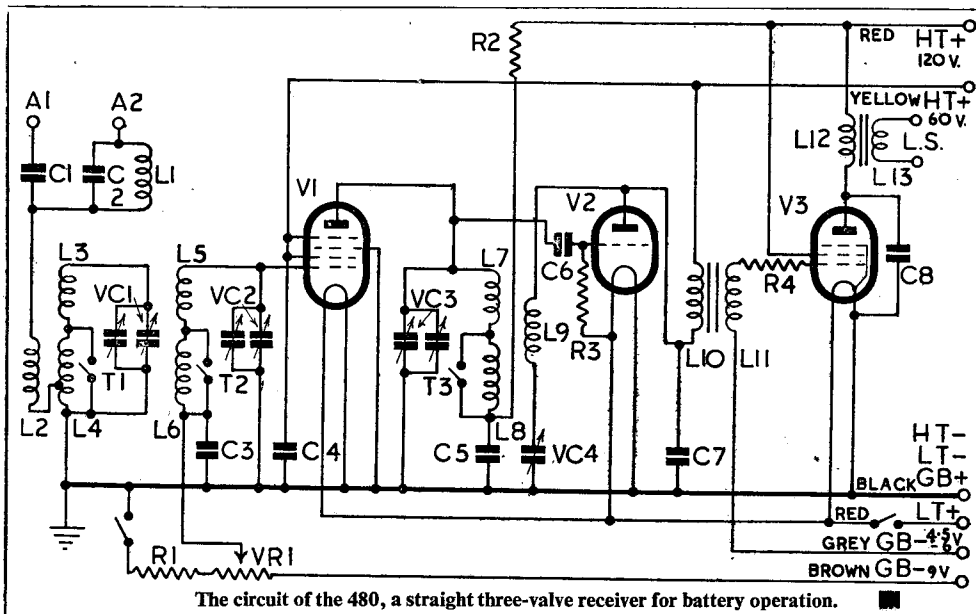 R2
RED HT+
120 V.
A1 A2
YELLOW HT+
60 V.
L12
L.S.
C1 C2 L1
V1 V2 V3
L13
L3 L5 L7
C6
C8
VC1 VC2 VC3
R4
L9
R3
L10 L11
T1 T2 T3
L2 L4 L6 L8
C3 C4 C5 VC4 C7
HT-
LT-
BLACK GB+
RED LT+
GREY GB-4.5V
-6
R1 VR1
BROWN GB-9V
The circuit of the 480, a straight three-valve receiver for battery operation.